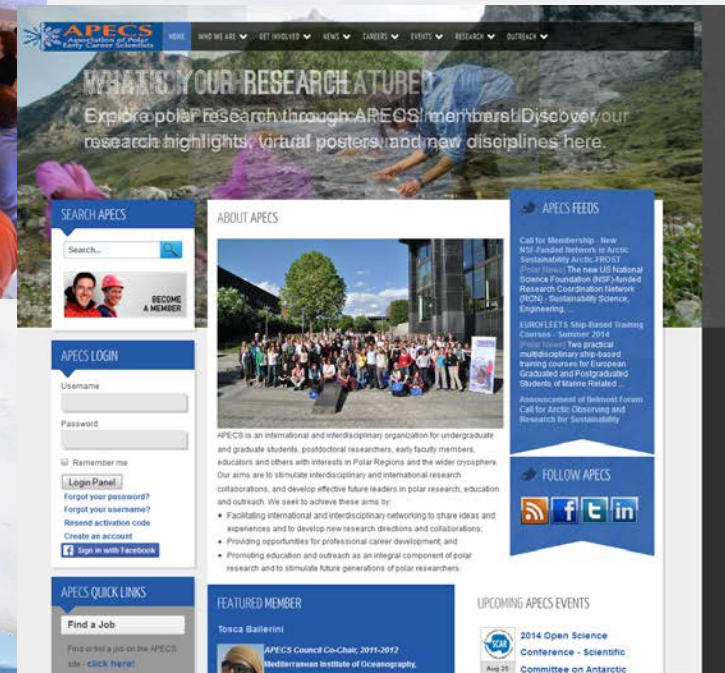 APECS
Association of Polar
Early Career Scientists
HOME WHO WE ARE GET INVOLVED NEWS CAREERS EVENTS RESEARCH OUTREACH
WHAT'S YOUR RESEARCH
Explore polar research through APECS members! Discover
research highlights, virtual posters, and new disciplines here.
SEARCH APECS
Search...
BECOME
A MEMBER
APECS LOGIN
Username
Password
Remember me
Login Panel
Forgot your password?
Forgot your username?
Resend activation code
Create an account
Sign in with Facebook
APECS QUICK LINKS
Find a Job
Find or list a job on the APECS
site - click here!
ABOUT APECS
APECS is an international and interdisciplinary organization for undergraduate
and graduate students, postdoctoral researchers, early faculty members,
educators and others with interests in Polar Regions and the wider cryosphere.
Our aims are to stimulate interdisciplinary and international research
collaborations, and develop effective future leaders in polar research, education
and outreach. We seek to achieve these aims by:
• Facilitating international and interdisciplinary networking to share ideas and
experiences and to develop new research directions and collaborations;
• Providing opportunities for professional career development; and
• Promoting education and outreach as an integral component of polar
research and to stimulate future generations of polar researchers.
FEATURED MEMBER
Tosca Ballerini
APECS Council Co-Chair, 2011-2012
Mediterranean Institute of Oceanography,
APECS FEEDS
Call for Membership - New
NSF-Funded Network in Arctic
Sustainability Arctic-FROST
[Polar News] The new US National
Science Foundation (NSF)-funded
Research Coordination Network
(RCN) - Sustainability Science,
Engineering, ...
EUROFLEETS Ship-Based Training
Courses - Summer 2014
[Polar News] Two practical
multidisciplinary ship-based
training courses for European
Graduated and Postgraduated
Students of Marine Related ...
Announcement of Belmont Forum
Call for Arctic Observing and
Research for Sustainability
FOLLOW APECS
UPCOMING APECS EVENTS
SCAR
Aug 25
2014 Open Science
Conference - Scientific
Committee on Antarctic